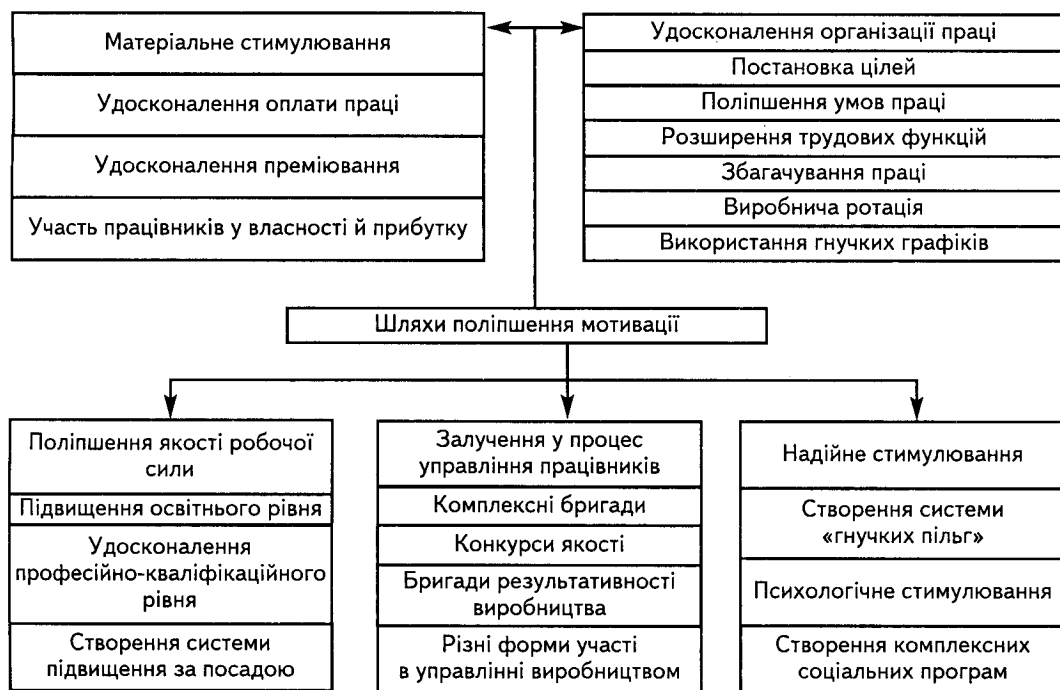 Матеріальне стимулювання
Удосконалення оплати праці
Удосконалення преміювання
Участь працівників у власності й прибутку
Удосконалення організації праці
Постановка цілей
Поліпшення умов праці
Розширення трудових функцій
Збагачування праці
Виробнича ротація
Використання гнучких графіків
Шляхи поліпшення мотивації
Поліпшення якості робочої
сили
Підвищення освітнього рівня
Удосконалення
професійно-кваліфікаційного
рівня
Створення системи
підвищення за посадою
Залучення у процес
управління працівників
Комплексні бригади
Конкурси якості
Бригади результативності
виробництва
Різні форми участі
в управлінні виробництвом
Надійне стимулювання
Створення системи
«гнучких пільг»
Психологічне стимулювання
Створення комплексних
соціальних програм